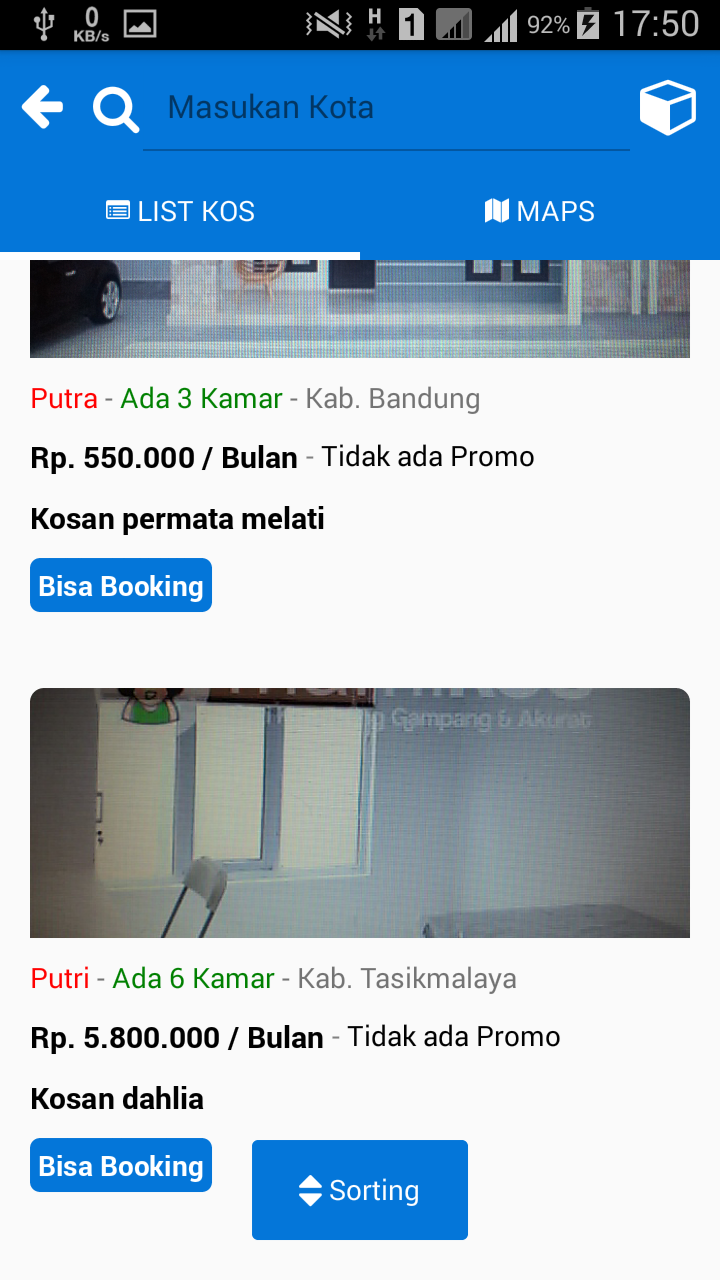 0
KB/s
H
1
92%
17:50
Masukan Kota
LIST KOS
MAPS
Putra - Ada 3 Kamar - Kab. Bandung
Rp. 550.000 / Bulan - Tidak ada Promo
Kosan permata melati
Bisa Booking
Gampang & Akurat
Putri - Ada 6 Kamar - Kab. Tasikmalaya
Rp. 5.800.000 / Bulan - Tidak ada Promo
Kosan dahlia
Bisa Booking
Sorting